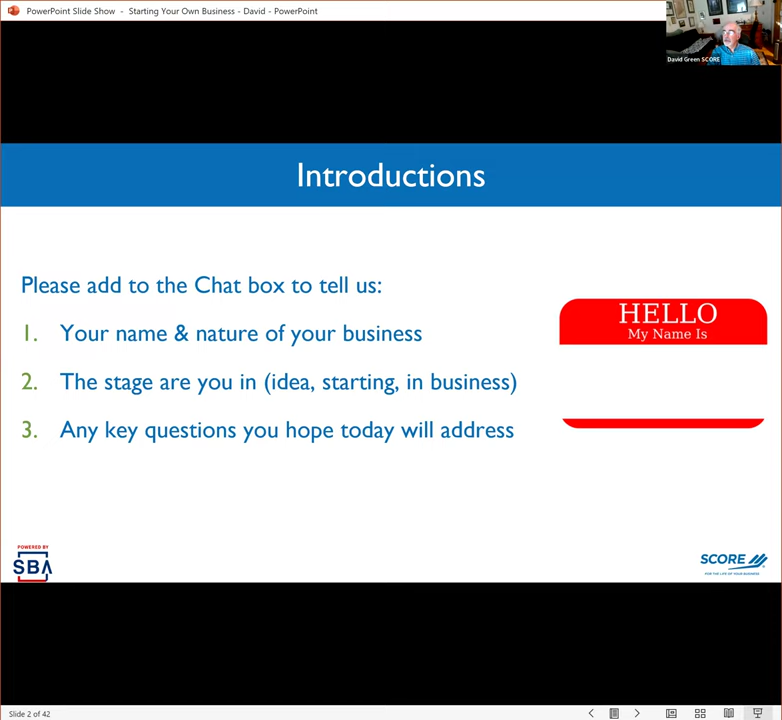 PowerPoint Slide Show - Starting Your Own Business - David - PowerPoint
David Green SCORE
Introductions
Please add to the Chat box to tell us:
1. Your name & nature of your business
2. The stage are you in (idea, starting, in business)
3. Any key questions you hope today will address
HELLO
My Name Is
POWERED BY
SBA
SCORE
FOR THE LIFE OF YOUR BUSINESS
Slide 2 of 42